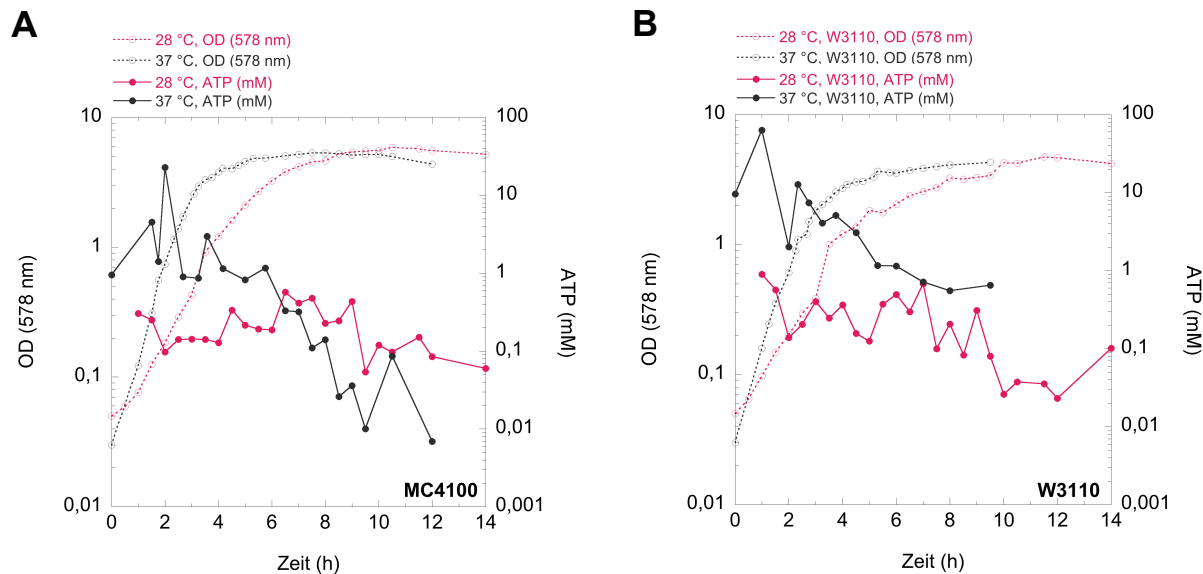 A
28 °C, OD (578 nm)
37 °C, OD (578 nm)
28 °C, ATP (mM)
37 °C, ATP (mM)
10
1
0,1
0,01
OD (578 nm)
100
10
1
0,1
0,01
0,001
ATP (mM)
MC4100
0 2 4 6 8 10 12 14
Zeit (h)
B
28 °C, W3110, OD (578 nm)
37 °C, W3110, OD (578 nm)
28 °C, W3110, ATP (mM)
37 °C, W3110, ATP (mM)
10
1
0,1
0,01
OD (578 nm)
100
10
1
0,1
0,01
0,001
ATP (mM)
W3110
0 2 4 6 8 10 12 14
Zeit (h)